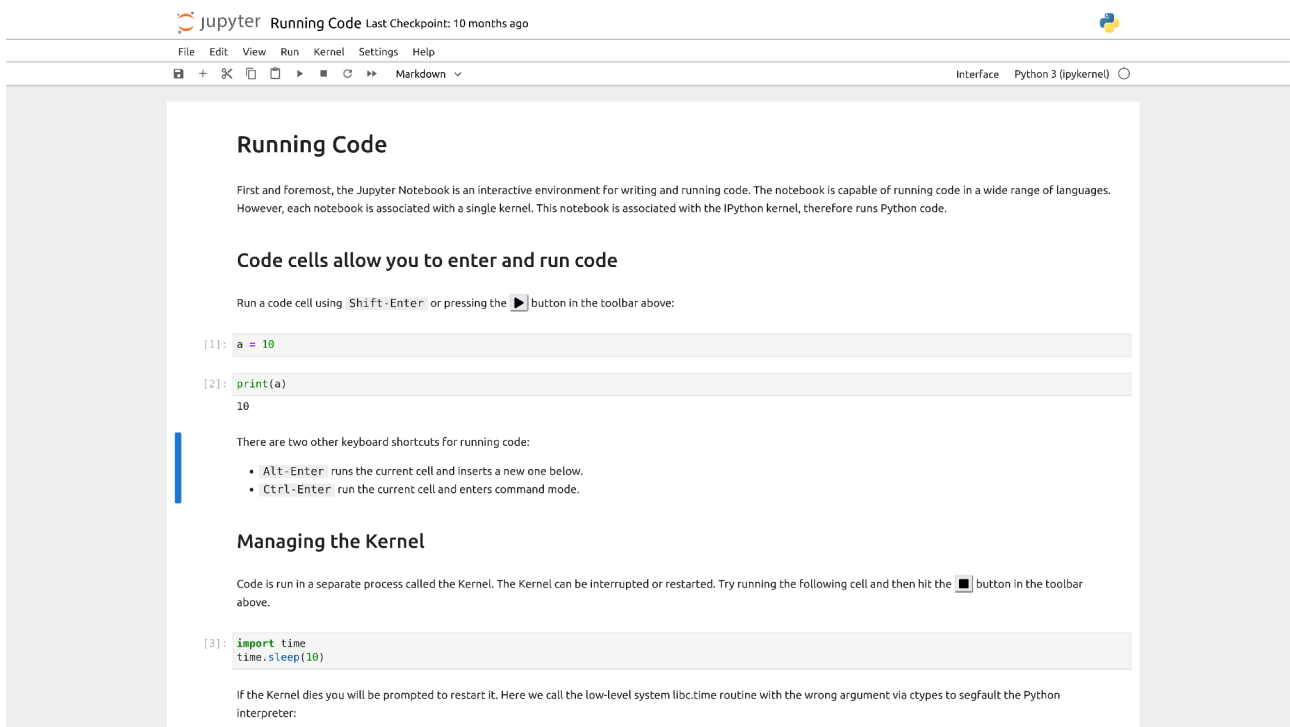 jupyter Running Code Last Checkpoint: 10 months ago
File Edit View Run Kernel Settings Help
Markdown Interface Python 3 (ipykernel)
Running Code
First and foremost, the Jupyter Notebook is an interactive environment for writing and running code. The notebook is capable of running code in a wide range of languages.
However, each notebook is associated with a single kernel. This notebook is associated with the IPython kernel, therefore runs Python code.
Code cells allow you to enter and run code
Run a code cell using Shift-Enter or pressing the button in the toolbar above:
[1]: a = 10
[2]: print(a)
10
There are two other keyboard shortcuts for running code:
• Alt-Enter runs the current cell and inserts a new one below.
• Ctrl-Enter run the current cell and enters command mode.
Managing the Kernel
Code is run in a separate process called the Kernel. The Kernel can be interrupted or restarted. Try running the following cell and then hit the button in the toolbar
above.
[3]: import time
time.sleep(10)
If the Kernel dies you will be prompted to restart it. Here we call the low-level system libc.time routine with the wrong argument via ctypes to segfault the Python
interpreter: